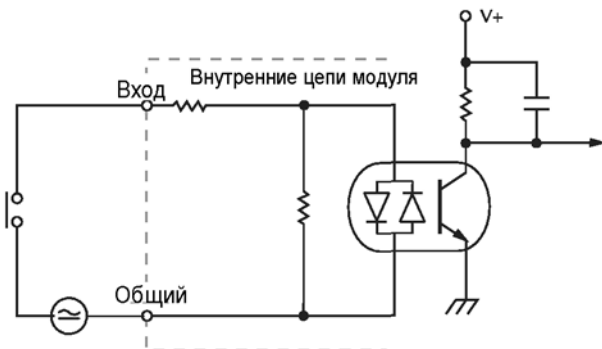 V+
Внутренние цепи модуля
Вход
Общий